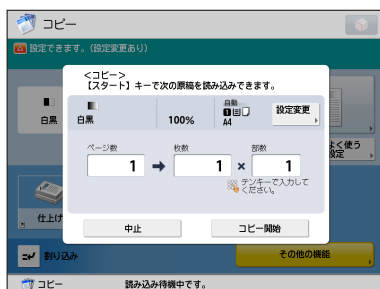 コピー
設定できます。(設定変更あり)
<コピー>
【スタート】キーで次の原稿を読み込みできます。
白黒
白黒
100%
自動
A4
設定変更
よく使う
設定
ページ数
枚数
部数
1 → 1 × 1
テンキーで入力して
ください。
仕上げ
中止
コピー開始
割り込み
その他の機能
コピー
読み込み待機中です。